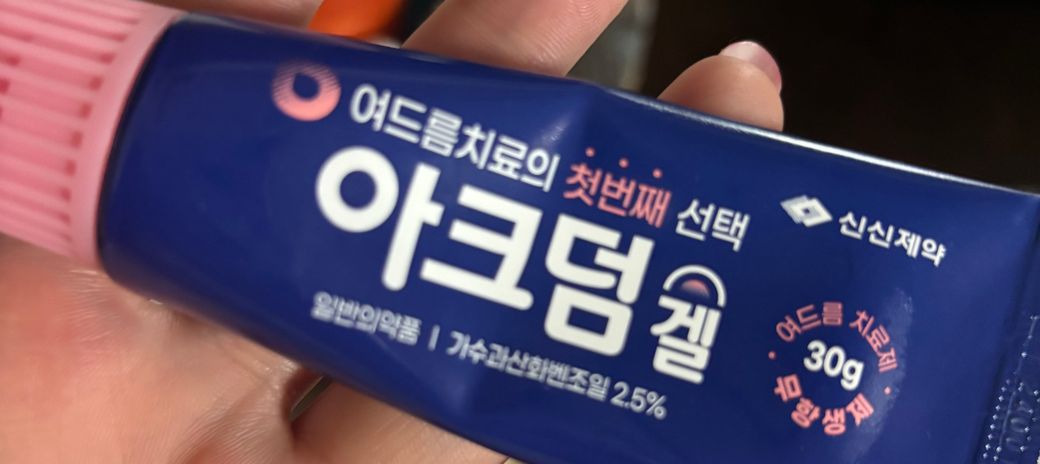 여드름치료의 첫번째 선택
아크덤 겔
일반의약품 | 가수과산화벤조일 2.5%
신신제약
여드름 치료제
30g
무항생제